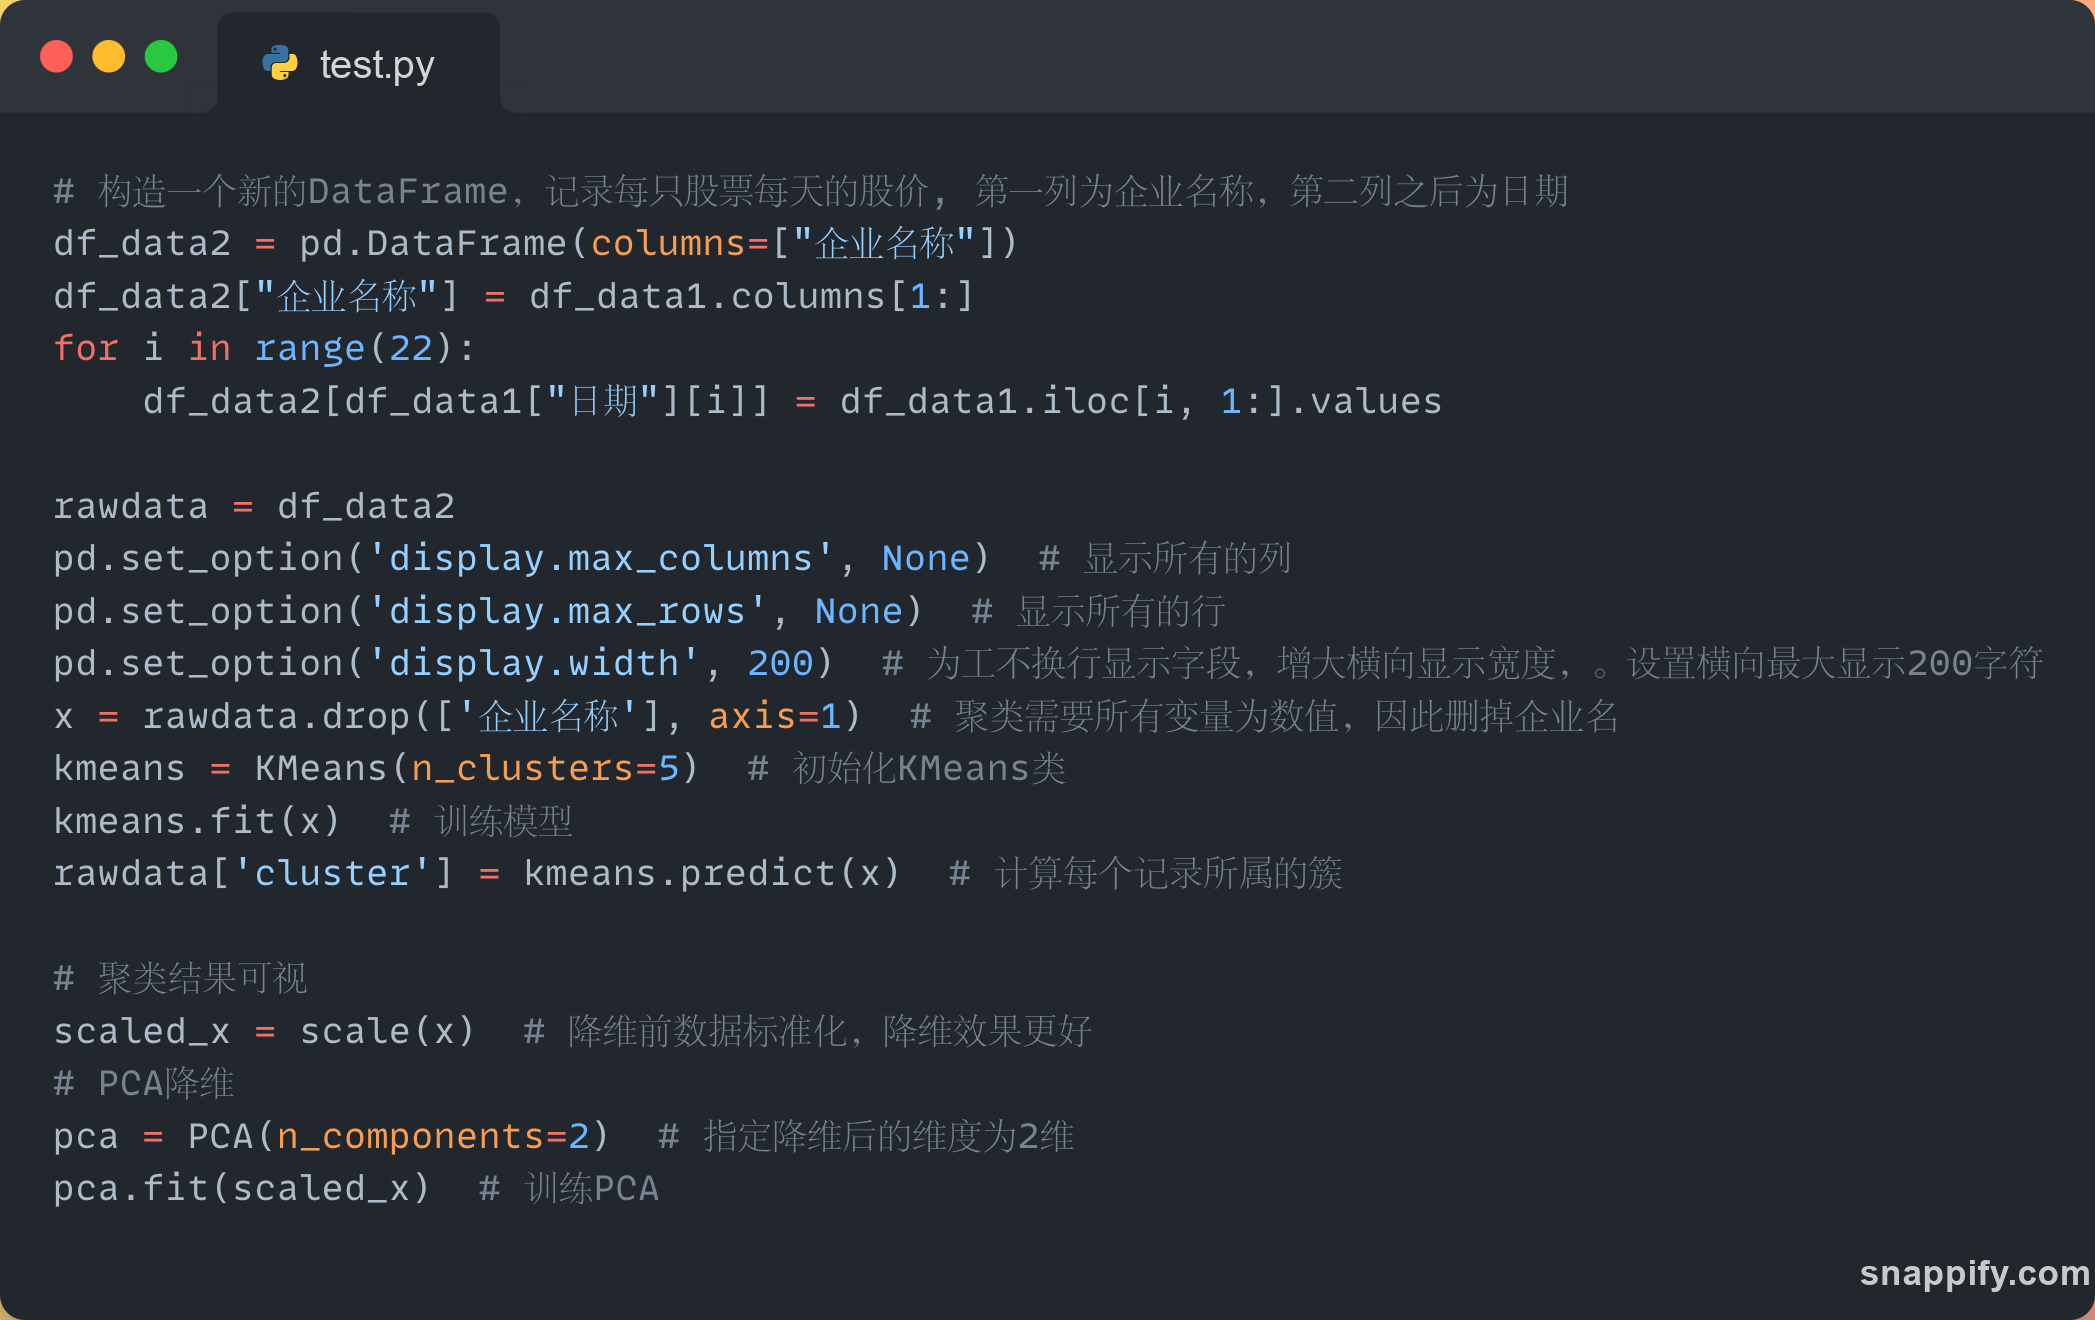 test.py
# 构造一个新的DataFrame，记录每只股票每天的股价, 第一列为企业名称，第二列之后为日期
df_data2 = pd.DataFrame(columns=["企业名称"])
df_data2["企业名称"] = df_data1.columns[1:]
for i in range(22):
    df_data2[df_data1["日期"][i]] = df_data1.iloc[i, 1:].values
rawdata = df_data2
pd.set_option('display.max_columns', None)  # 显示所有的列
pd.set_option('display.max_rows', None)  # 显示所有的行
pd.set_option('display.width', 200)  # 为工不换行显示字段，增大横向显示宽度，。设置横向最大显示200字符
x = rawdata.drop(['企业名称'], axis=1)  # 聚类需要所有变量为数值，因此删掉企业名
kmeans = KMeans(n_clusters=5)  # 初始化KMeans类
kmeans.fit(x)  # 训练模型
rawdata['cluster'] = kmeans.predict(x)  # 计算每个记录所属的簇
# 聚类结果可视
scaled_x = scale(x)  # 降维前数据标准化，降维效果更好
# PCA降维
pca = PCA(n_components=2)  # 指定降维后的维度为2维
pca.fit(scaled_x)  # 训练PCA
snappify.com